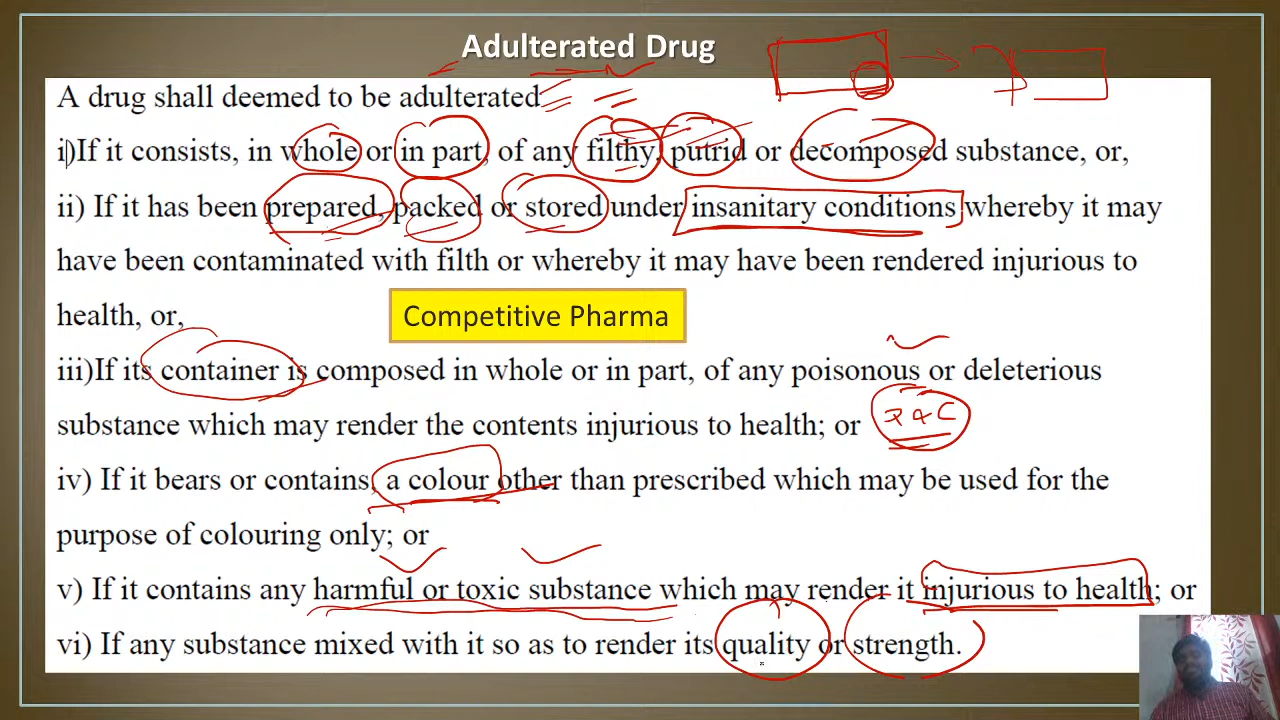 Adulterated Drug
A drug shall deemed to be adulterated
i)If it consists, in whole or in part, of any filthy, putrid or decomposed substance, or,
ii) If it has been prepared, packed or stored under insanitary conditions whereby it may
have been contaminated with filth or whereby it may have been rendered injurious to
health, or,
Competitive Pharma
iii)If its container is composed in whole or in part, of any poisonous or deleterious
substance which may render the contents injurious to health; or
iv) If it bears or contains, a colour other than prescribed which may be used for the
purpose of colouring only; or
v) If it contains any harmful or toxic substance which may render it injurious to health; or
vi) If any substance mixed with it so as to render its quality or strength.